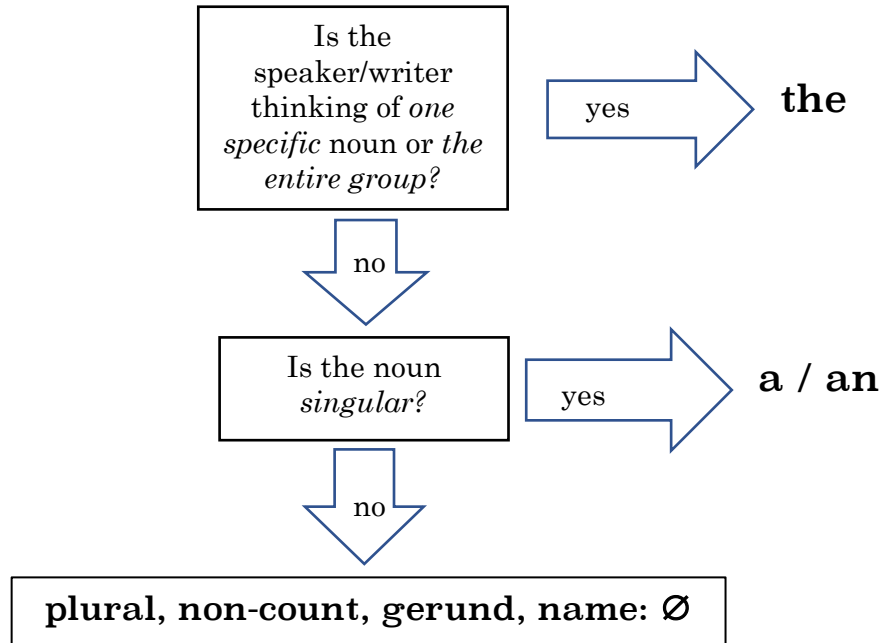 Is the
speaker/writer
thinking of one
specific noun or the
entire group?
yes
the
no
Is the noun
singular?
yes
a / an
no
plural, non-count, gerund, name: Ø